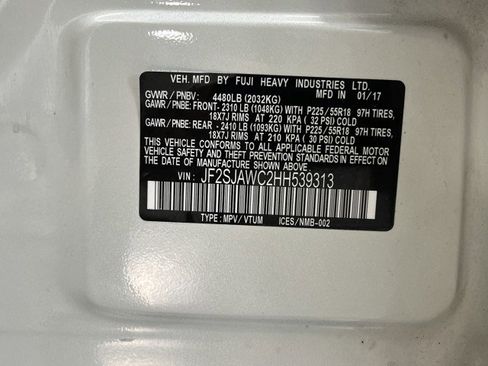 VEH. MFD BY FUJI HEAVY INDUSTRIES LTD.
GVWR / PNBV: 4480LB (2032KG) MFD IN 01/17
GAWR / PNBE: FRONT- 2310 LB (1048KG) WITH P225/55R18 97H TIRES,
18X7J RIMS AT 220 KPA ( 32 PSI) COLD
GAWR / PNBE: REAR - 2410 LB (1093KG) WITH P225/55R18 97H TIRES,
18X7J RIMS AT 210 KPA ( 30 PSI) COLD
THIS VEHICLE CONFORMS TO ALL APPLICABLE FEDERAL MOTOR
VEHICLE SAFETY AND THEFT PREVENTION STANDARDS IN EFFECT ON
THE DATE OF MANUFACTURE SHOWN ABOVE.
VIN: JF2SJAWC2HH539313
TYPE: MPV / VTUM ICES/NMB-002